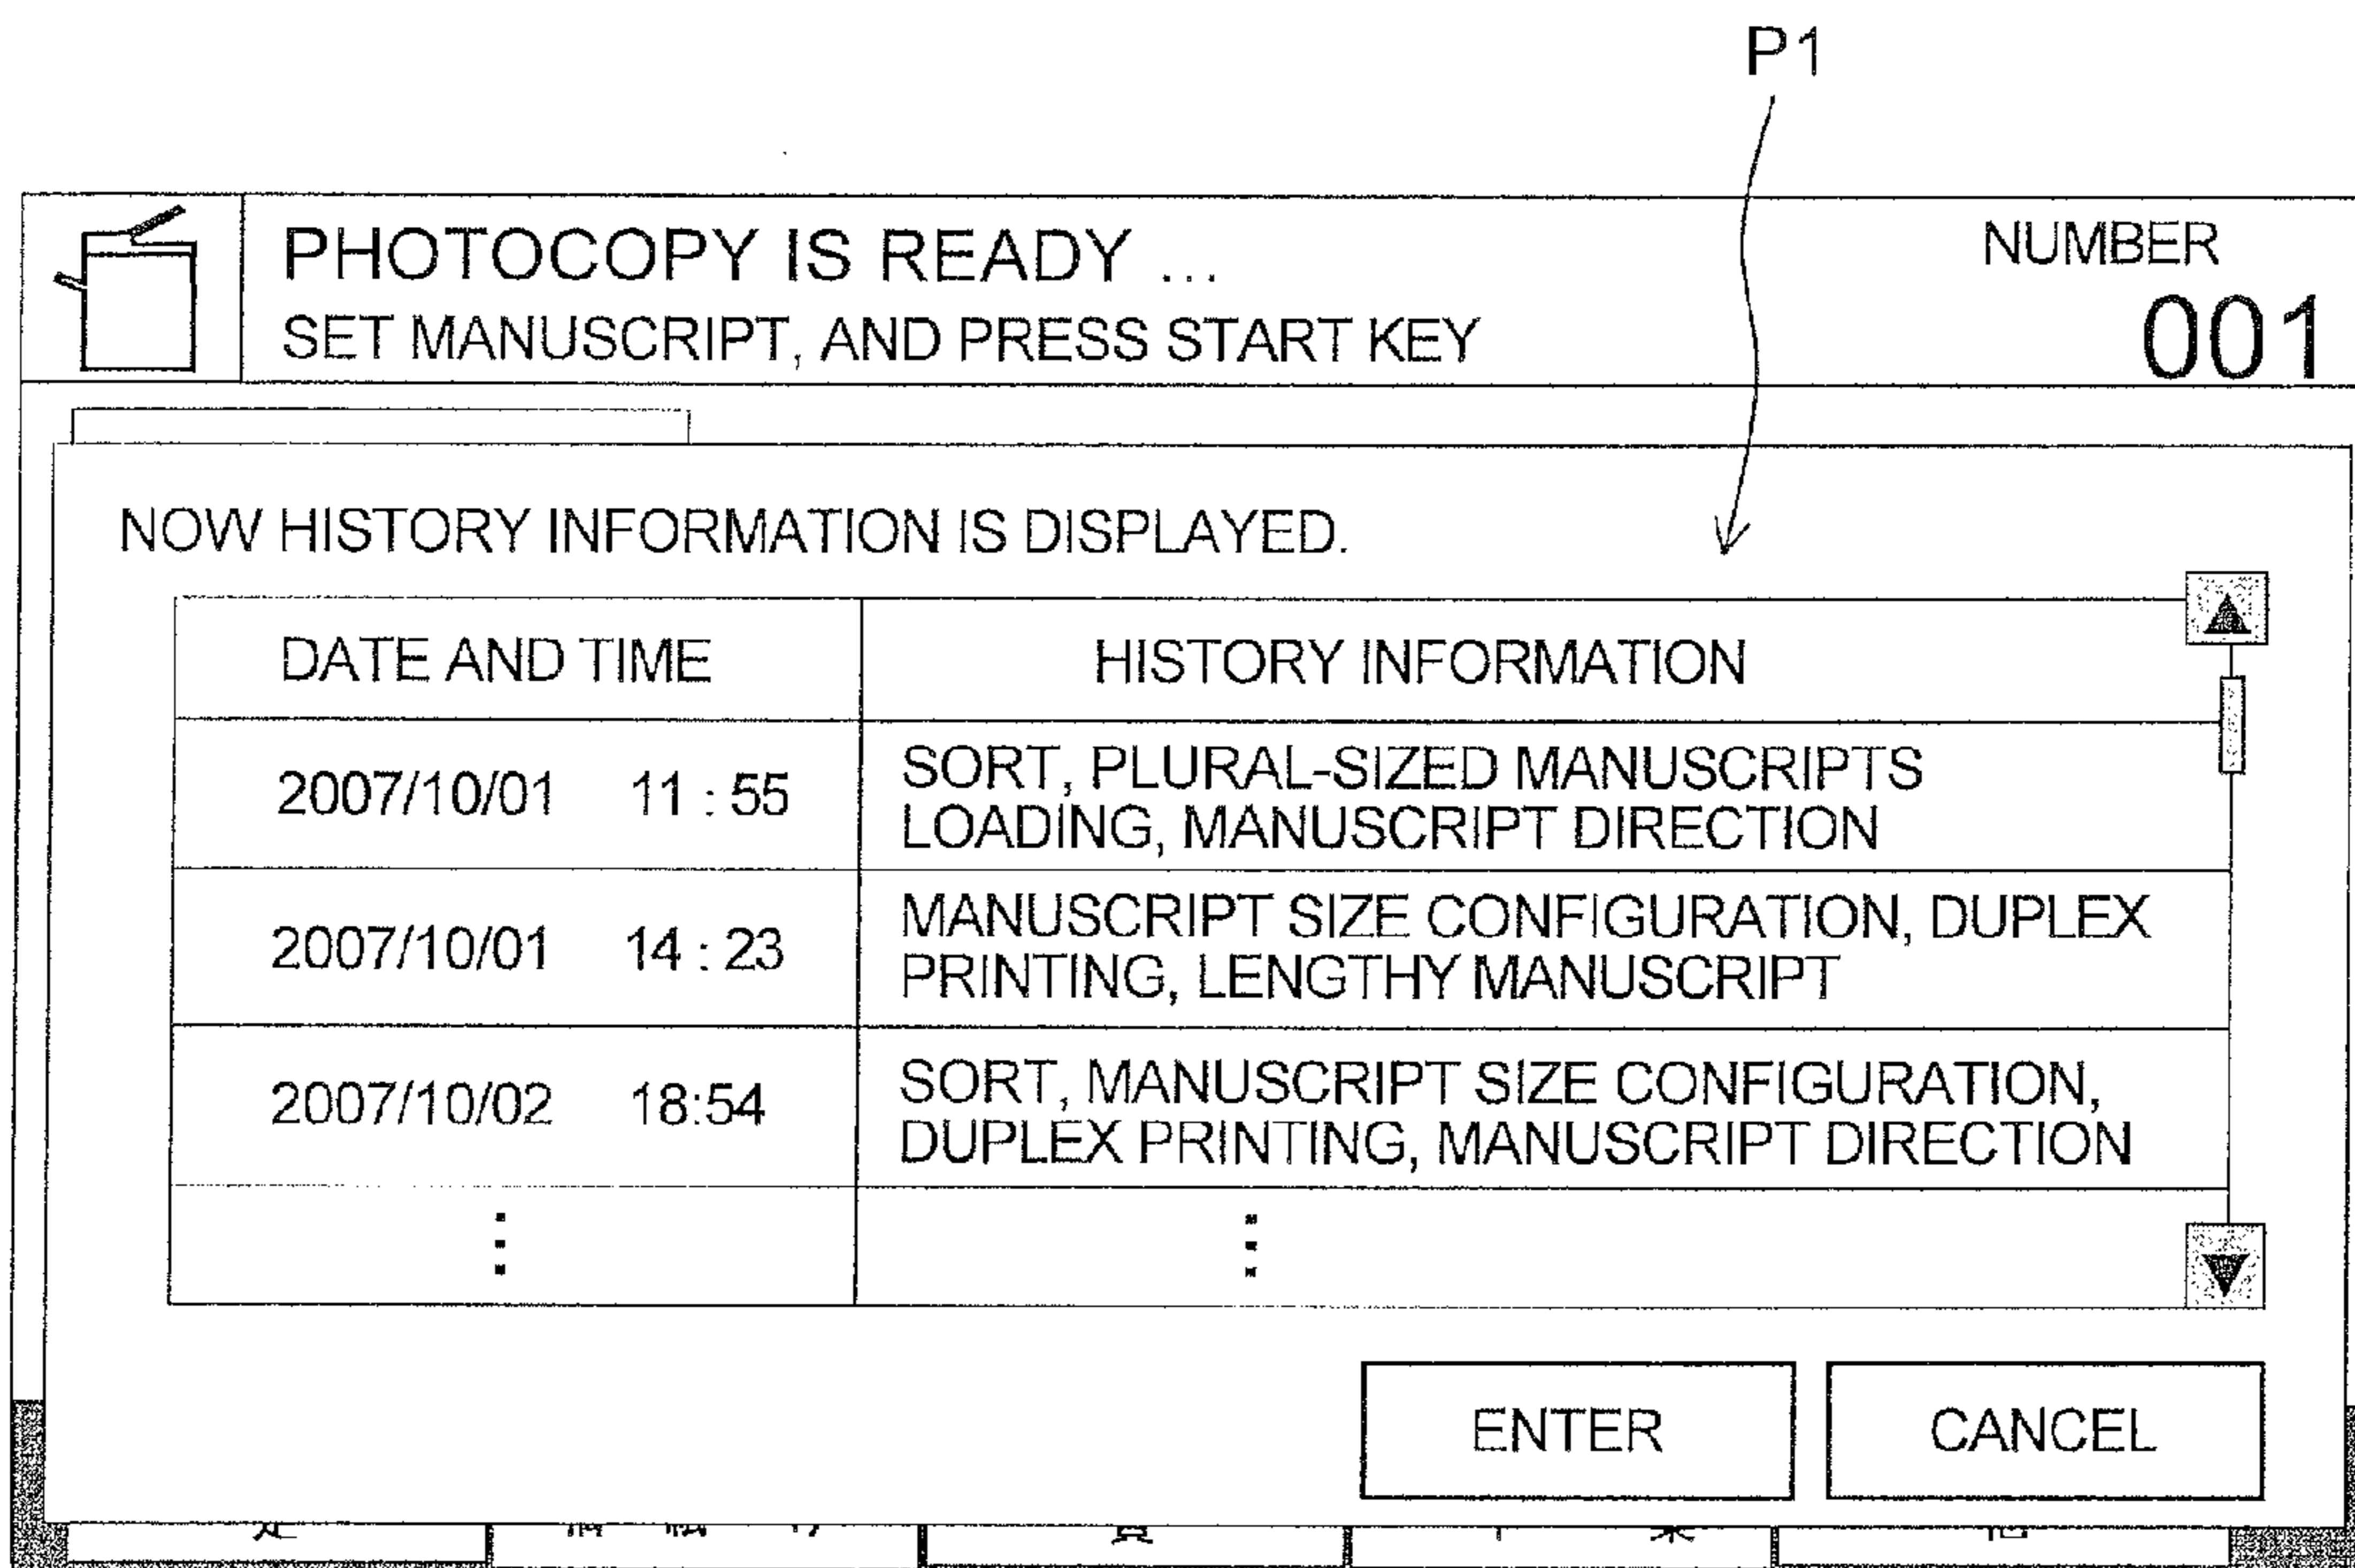 P1
PHOTOCOPY IS READY ...
SET MANUSCRIPT, AND PRESS START KEY
NUMBER
001
NOW HISTORY INFORMATION IS DISPLAYED.
DATE AND TIME
HISTORY INFORMATION
2007/10/01 11 : 55
SORT, PLURAL-SIZED MANUSCRIPTS
LOADING, MANUSCRIPT DIRECTION
2007/10/01 14 : 23
MANUSCRIPT SIZE CONFIGURATION, DUPLEX
PRINTING, LENGTHY MANUSCRIPT
2007/10/02 18:54
SORT, MANUSCRIPT SIZE CONFIGURATION,
DUPLEX PRINTING, MANUSCRIPT DIRECTION
ENTER
CANCEL